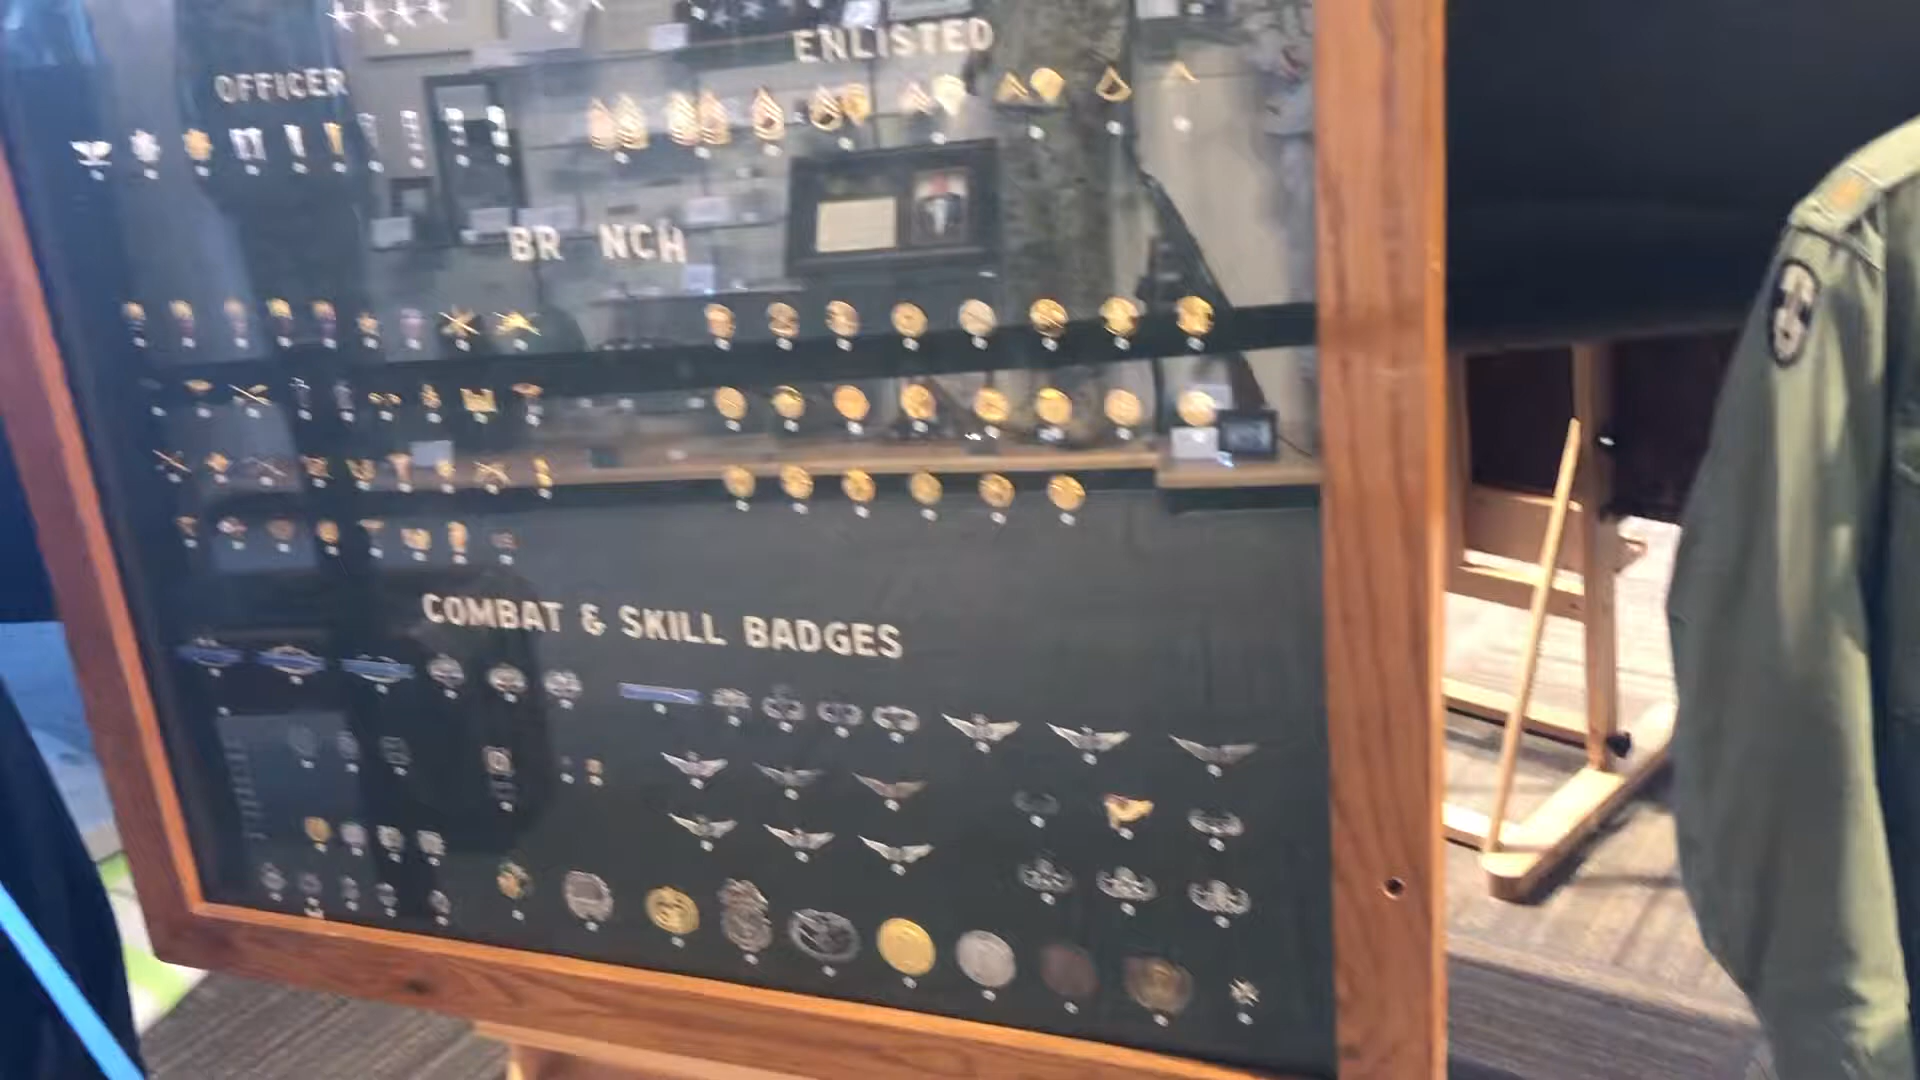 ENLISTED
OFFICER
BR NCH
COMBAT & SKILL BADGES